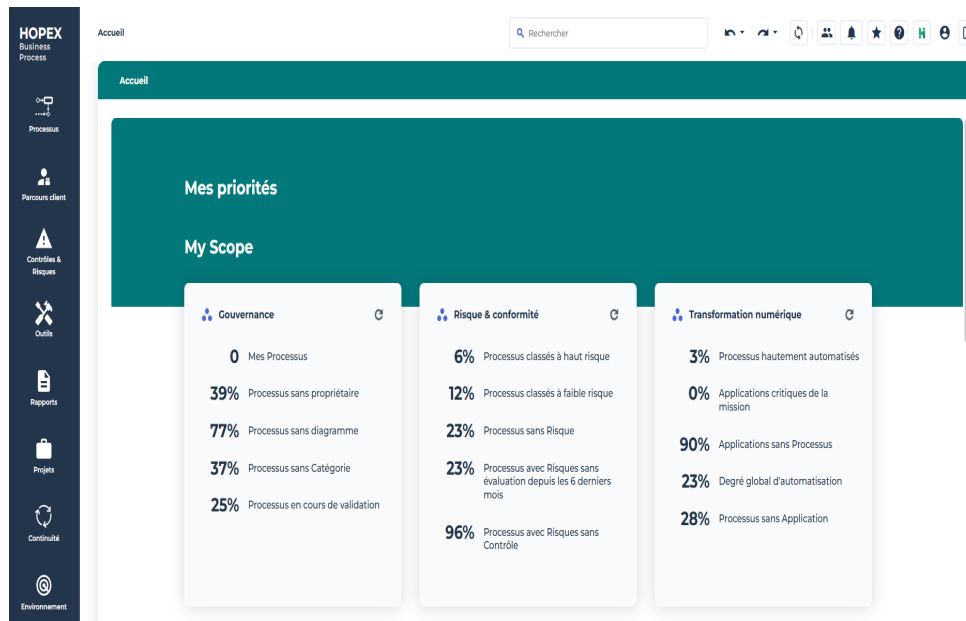 HOPEX
Business
Process
Processus
Parcours client
Contrôles &
Risques
Outils
Rapports
Projets
Continuité
Environnement
Accueil
Rechercher
Accueil
Mes priorités
My Scope
Gouvernance
0 Mes Processus
39% Processus sans propriétaire
77% Processus sans diagramme
37% Processus sans Catégorie
25% Processus en cours de validation
Risque & conformité
6% Processus classés à haut risque
12% Processus classés à faible risque
23% Processus sans Risque
23% Processus avec Risques sans
évaluation depuis les 6 derniers
mois
96% Processus avec Risques sans
Contrôle
Transformation numérique
3% Processus hautement automatisés
0% Applications critiques de la
mission
90% Applications sans Processus
23% Degré global d'automatisation
28% Processus sans Application